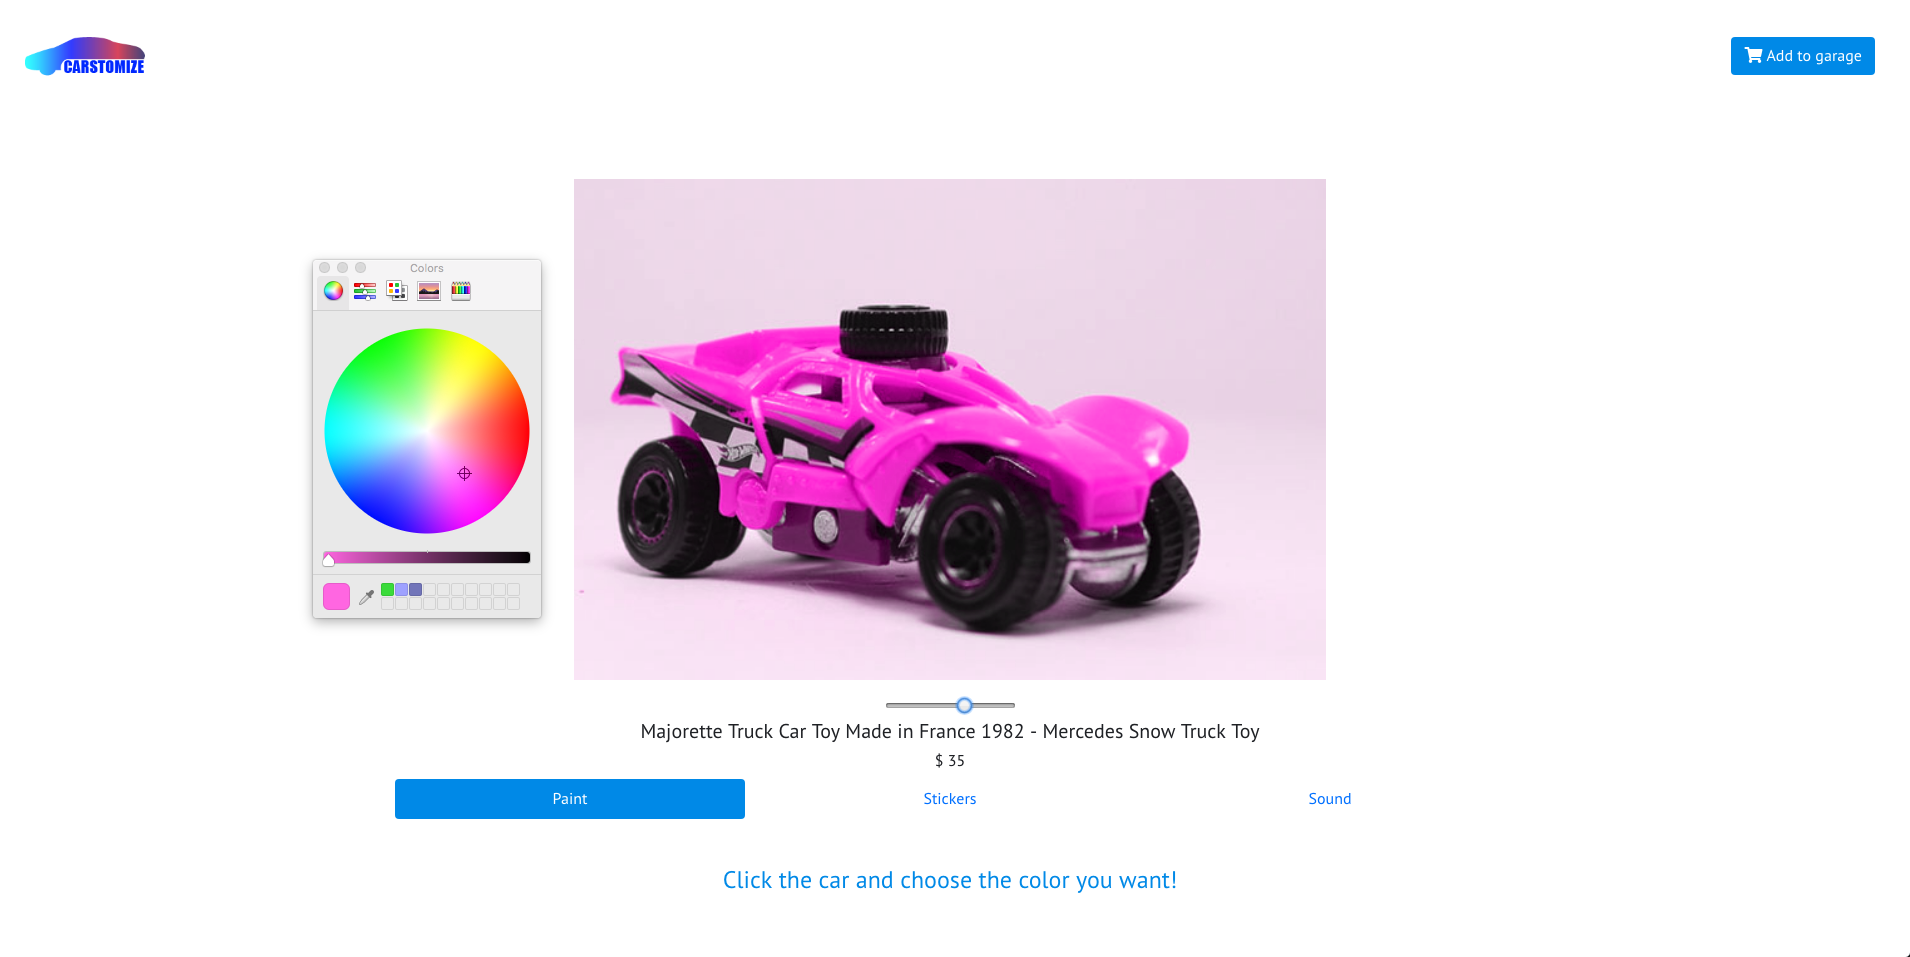 CARSTOMIZE
Add to garage
Colors
Majorette Truck Car Toy Made in France 1982 - Mercedes Snow Truck Toy
$ 35
Paint
Stickers
Sound
Click the car and choose the color you want!